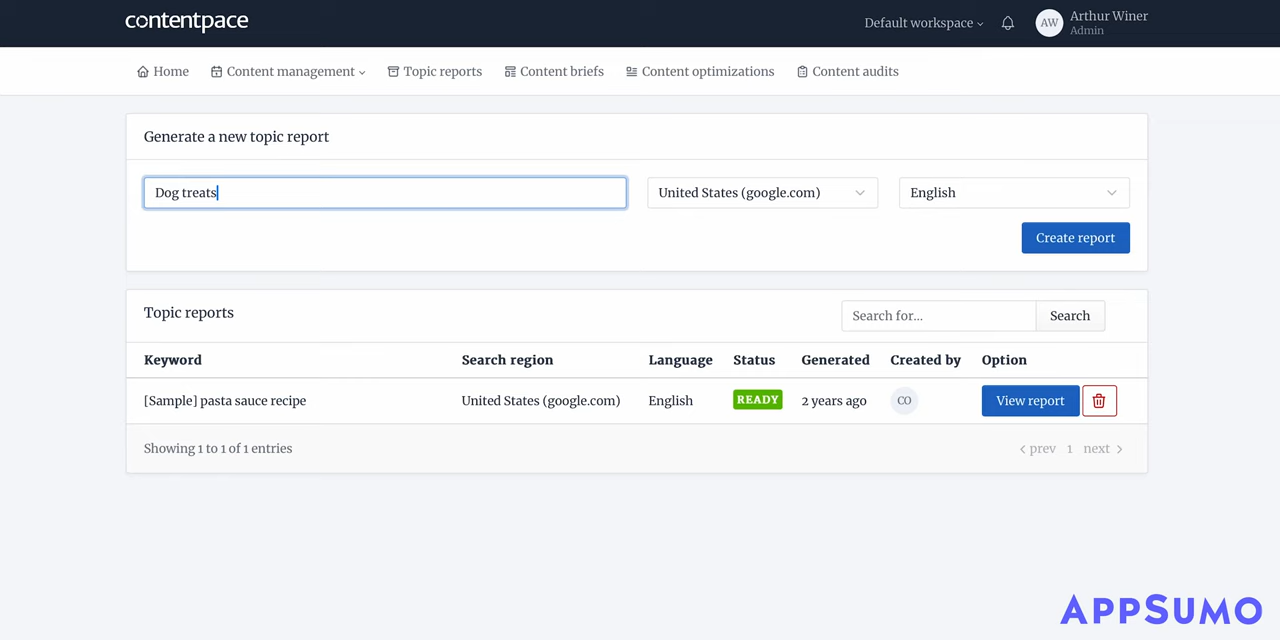 contentpace
Default workspace
AW
Arthur Winer
Admin
Home
Content management
Topic reports
Content briefs
Content optimizations
Content audits
Generate a new topic report
Dog treats
United States (google.com)
English
Create report
Topic reports
Search for...
Search
Keyword Search region Language Status Generated Created by Option
[Sample] pasta sauce recipe United States (google.com) English READY 2 years ago CO View report
Showing 1 to 1 of 1 entries
prev 1 next
APPSUMO